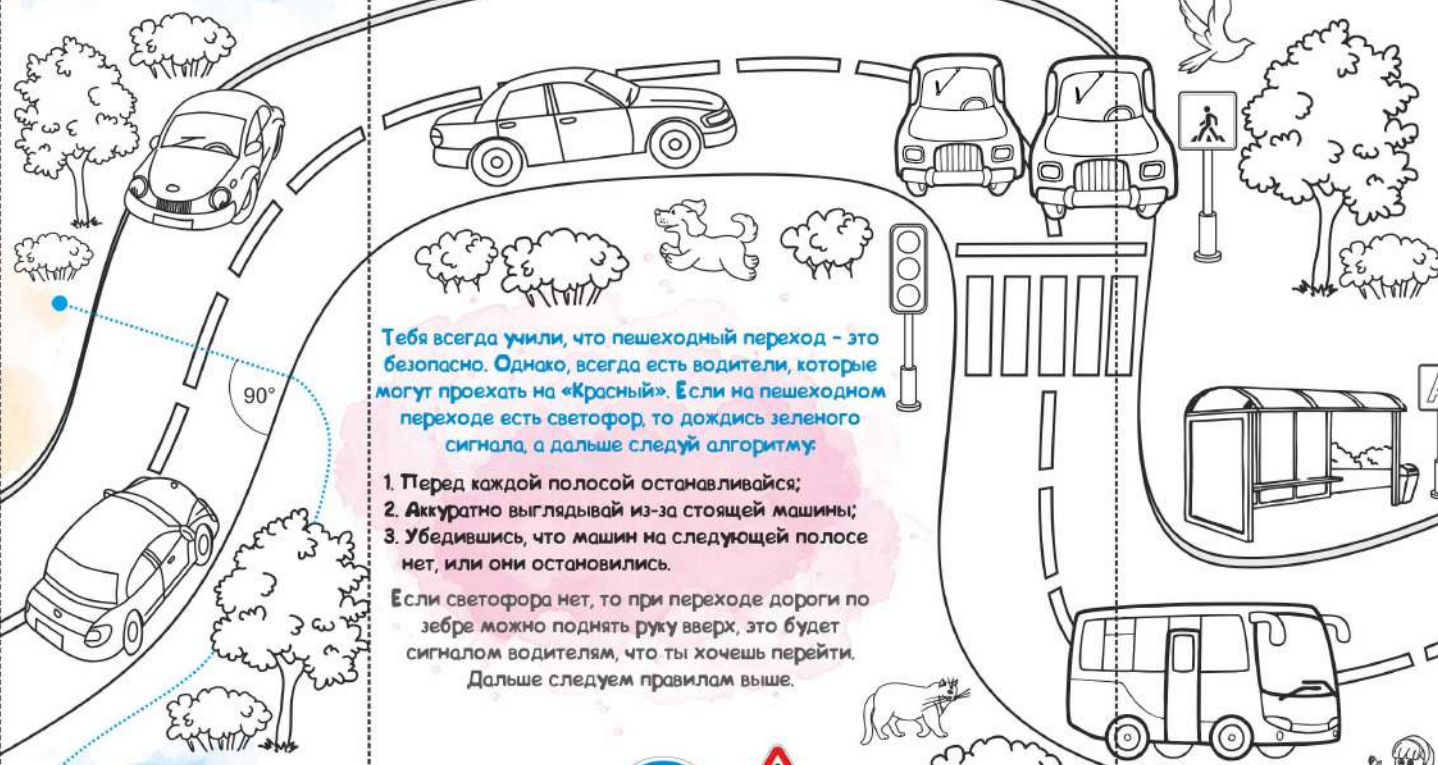 Тебя всегда учили, что пешеходный переход - это
безопасно. Однако, всегда есть водители, которые
могут проехать на «Красный». Если на пешеходном
переходе есть светофор, то дождись зеленого
сигнала, а дальше следуй алгоритму:
1. Перед каждой полосой останавливайся;
2. Аккуратно выглядывай из-за стоящей машины;
3. Убедившись, что машин на следующей полосе
нет, или они остановились.
Если светофора нет, то при переходе дороги по
зебре можно поднять руку вверх, это будет
сигналом водителям, что ты хочешь перейти.
Дальше следуем правилам выше.
90°